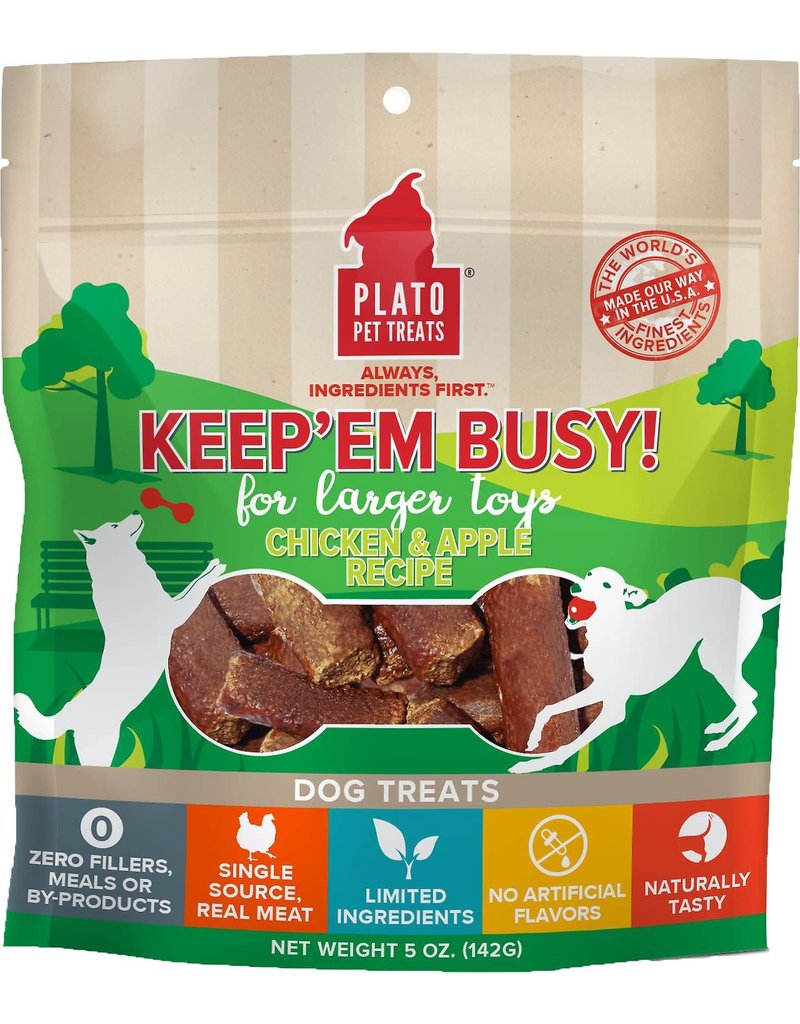 PLATO
PET TREATS
®
ALWAYS,
INGREDIENTS FIRST.™
THE WORLD'S
MADE OUR WAY
IN THE U.S.A.
FINEST
INGREDIENTS
KEEP'EM BUSY!
for larger toys
CHICKEN & APPLE
RECIPE
DOG TREATS
0
ZERO FILLERS,
MEALS OR
BY-PRODUCTS
SINGLE
SOURCE,
REAL MEAT
LIMITED
INGREDIENTS
NO ARTIFICIAL
FLAVORS
NATURALLY
TASTY
NET WEIGHT 5 OZ. (142G)